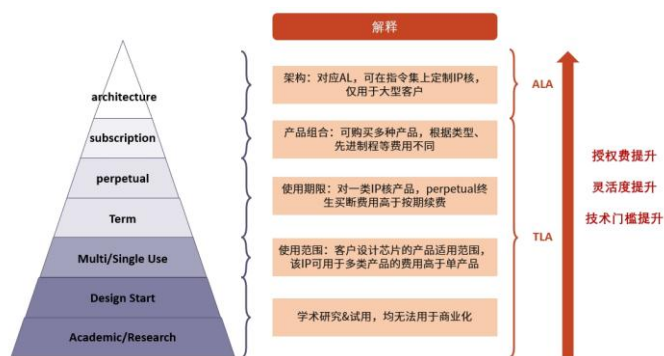 解释
architecture
subscription
perpetual
Term
Multi/Single Use
Design Start
Academic/Research
架构：对应AL，可在指令集上定制IP核，
仅用于大型客户
产品组合：可购买多种产品，根据类型、
先进制程等费用不同
使用期限：对一类IP核产品，perpetual终
生买断费用高于按期续费
使用范围：客户设计芯片的产品适用范围，
该IP可用于多类产品的费用高于单产品
学术研究&试用，均无法用于商业化
ALA
TLA
授权费提升
灵活度提升
技术门槛提升